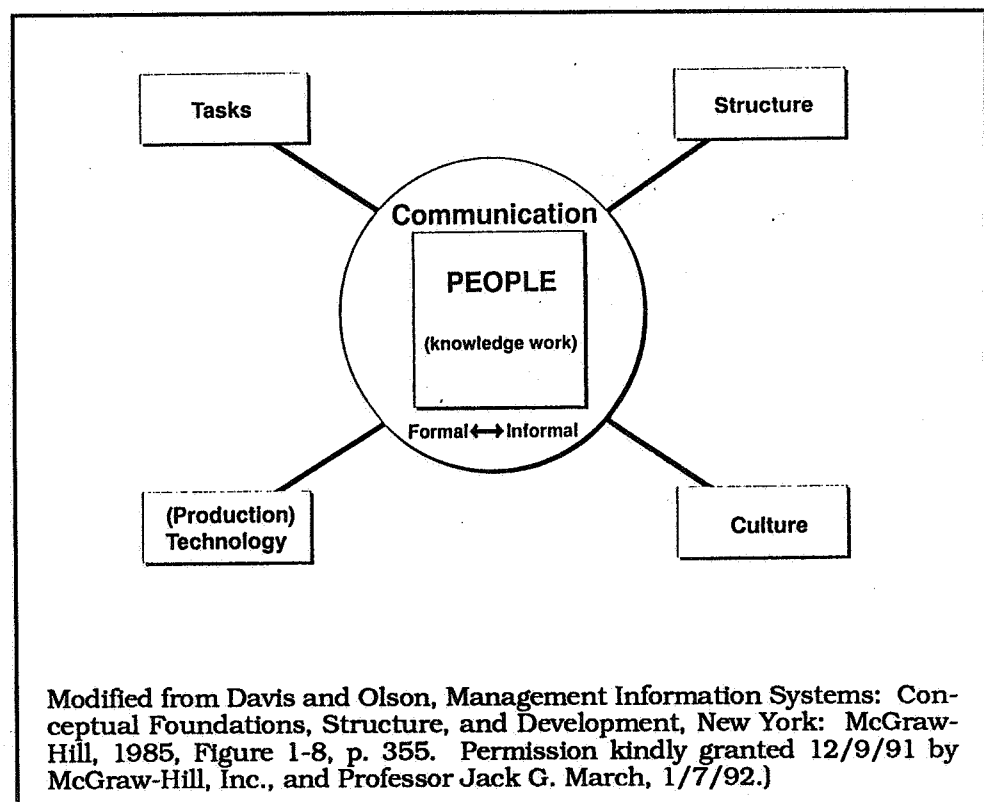 Tasks
Structure
Communication
PEOPLE
(knowledge work)
Formal↔Informal
(Production)
Technology
Culture
Modified from Davis and Olson, Management Information Systems: Con-
ceptual Foundations, Structure, and Development, New York: McGraw-
Hill, 1985, Figure 1-8, p. 355. Permission kindly granted 12/9/91 by
McGraw-Hill, Inc., and Professor Jack G. March, 1/7/92.)